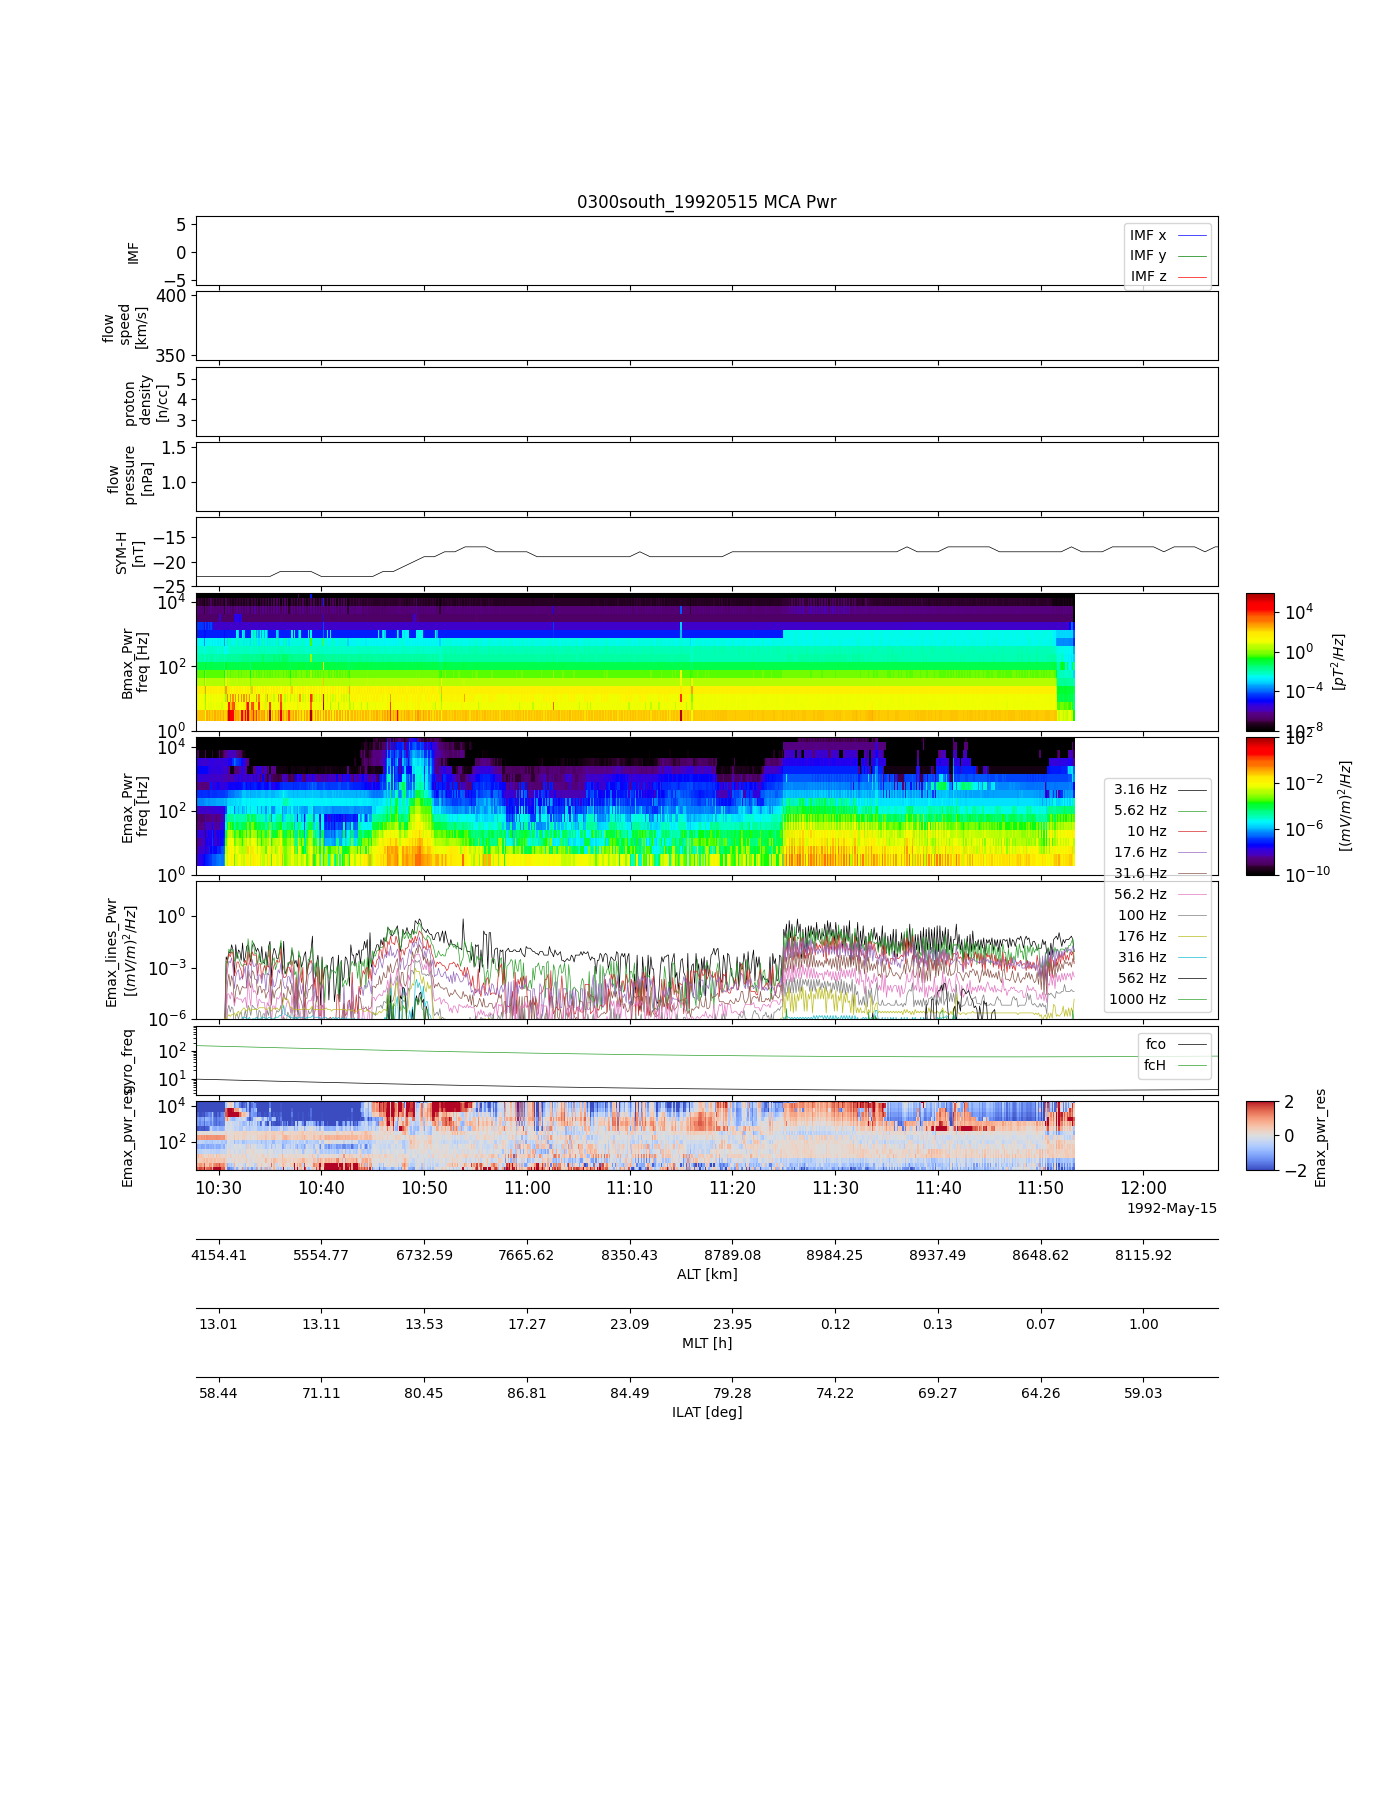 0300south_19920515 MCA Pwr
IMF
5
0
−5
IMF x
IMF y
IMF z
flow
speed
[km/s]
400
350
proton
density
[n/cc]
5
4
3
flow
pressure
[nPa]
1.5
1.0
SYM-H
[nT]
−15
−20
−25
Bmax_Pwr
freq [Hz]
10^4
10^2
10^0
10^4
10^0
10^-4
10^-8
[pT^2/Hz]
Emax_Pwr
freq [Hz]
10^4
10^2
10^0
10^2
10^-2
10^-6
10^-10
[(mV/m)^2/Hz]
3.16 Hz
5.62 Hz
10 Hz
17.6 Hz
31.6 Hz
56.2 Hz
100 Hz
176 Hz
316 Hz
562 Hz
1000 Hz
Emax_lines_Pwr
[(mV/m)^2/Hz]
10^0
10^-3
10^-6
gyro_freq
10^2
10^1
fco
fcH
Emax_pwr_res
10^4
10^2
2
0
−2
Emax_pwr_res
10:30 10:40 10:50 11:00 11:10 11:20 11:30 11:40 11:50 12:00
1992-May-15
4154.41 5554.77 6732.59 7665.62 8350.43 8789.08 8984.25 8937.49 8648.62 8115.92
ALT [km]
13.01 13.11 13.53 17.27 23.09 23.95 0.12 0.13 0.07 1.00
MLT [h]
58.44 71.11 80.45 86.81 84.49 79.28 74.22 69.27 64.26 59.03
ILAT [deg]